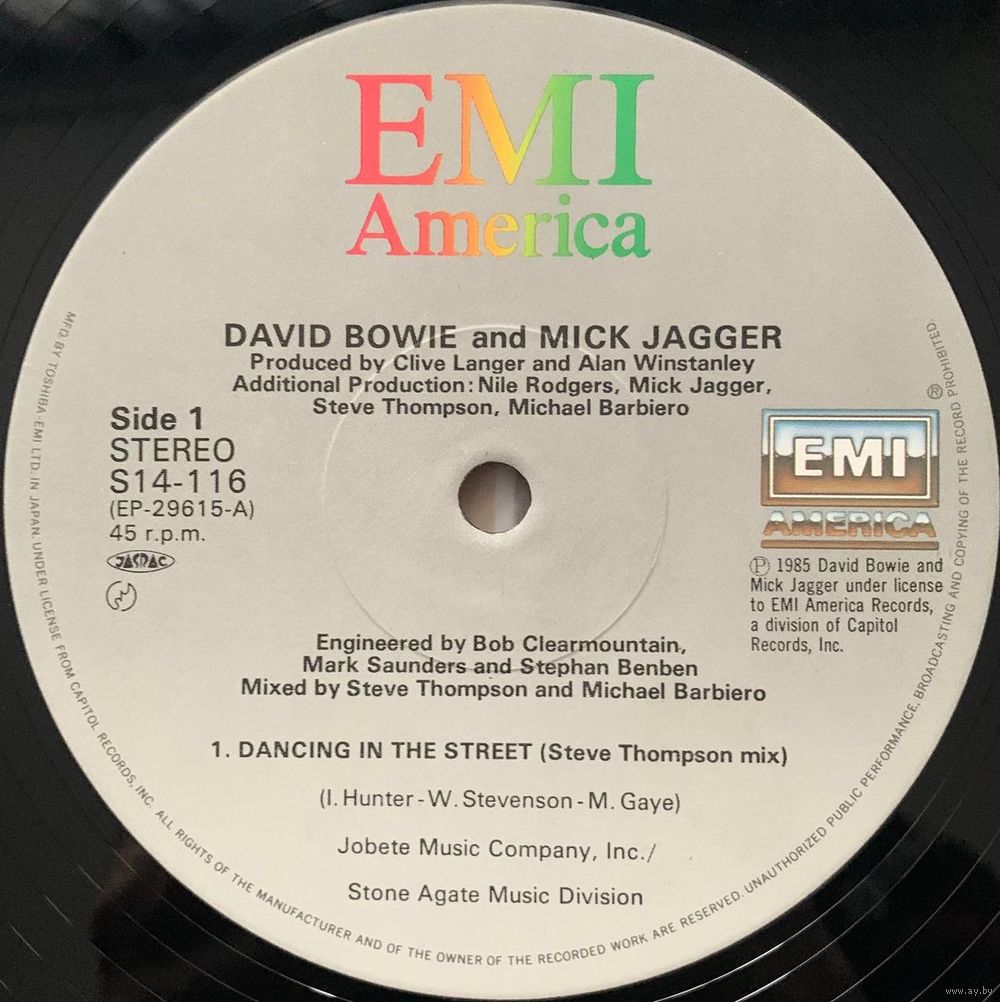 EMI
America
DAVID BOWIE and MICK JAGGER
Produced by Clive Langer and Alan Winstanley
Additional Production: Nile Rodgers, Mick Jagger,
Steve Thompson, Michael Barbiero
Side 1
STEREO
S14-116
(EP-29615-A)
45 r.p.m.
JASRAC
EMI
AMERICA
Ⓟ 1985 David Bowie and
Mick Jagger under license
to EMI America Records,
a division of Capitol
Records, Inc.
Engineered by Bob Clearmountain,
Mark Saunders and Stephan Benben
Mixed by Steve Thompson and Michael Barbiero
1. DANCING IN THE STREET (Steve Thompson mix)
(I. Hunter - W. Stevenson - M. Gaye)
Jobete Music Company, Inc./
Stone Agate Music Division
MFD. BY TOSHIBA-EMI LTD. IN JAPAN. UNDER LICENSE FROM CAPITOL RECORDS, INC. ALL RIGHTS OF THE MANUFACTURER AND OF THE OWNER OF THE RECORDED WORK ARE RESERVED. UNAUTHORIZED PUBLIC PERFORMANCE, BROADCASTING AND COPYING OF THE RECORD PROHIBITED. ®
www.ay.by